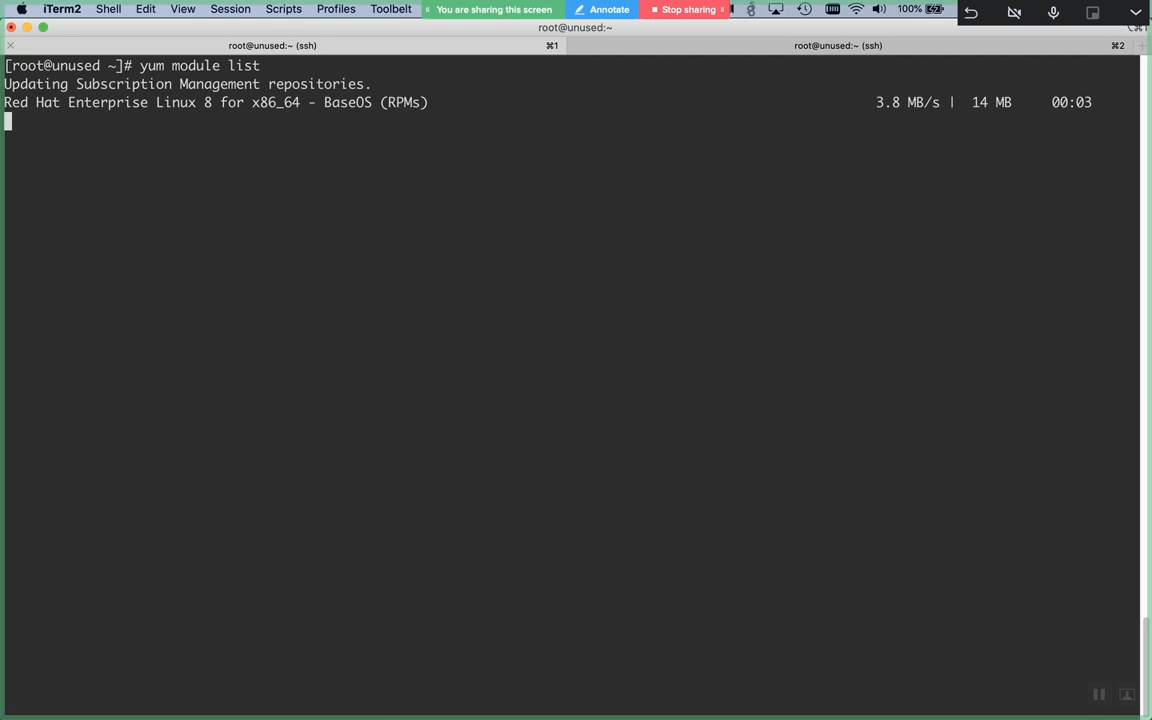 iTerm2 Shell Edit View Session Scripts Profiles Toolbelt You are sharing this screen Annotate Stop sharing 100%
root@unused:~
root@unused:~ (ssh) ⌘1 root@unused:~ (ssh) ⌘2
[root@unused ~]# yum module list
Updating Subscription Management repositories.
Red Hat Enterprise Linux 8 for x86_64 - BaseOS (RPMs) 3.8 MB/s | 14 MB 00:03